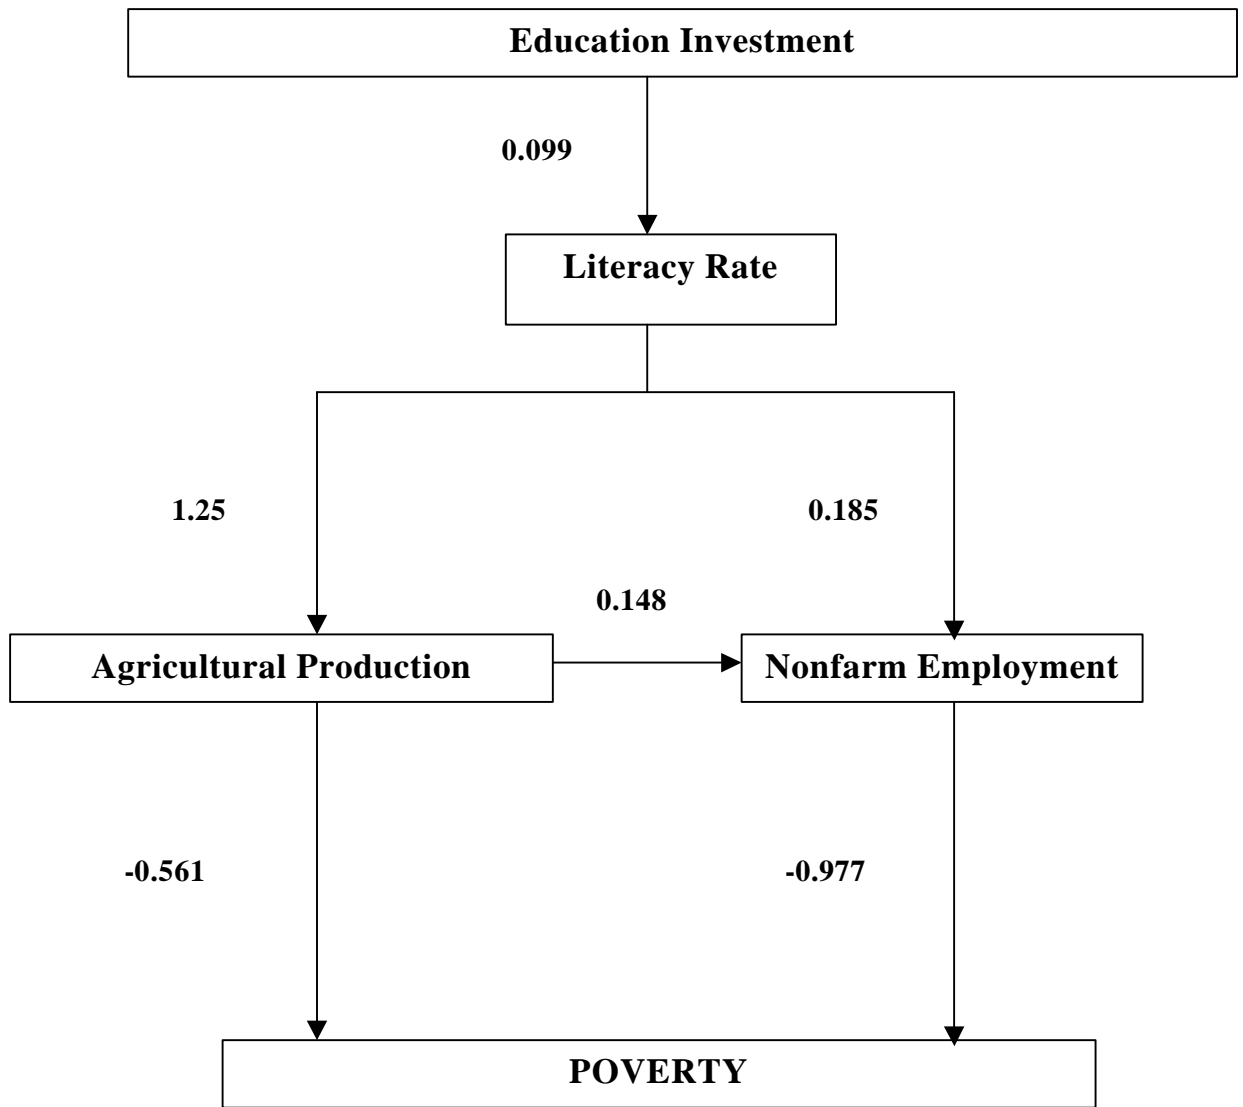 Education Investment
0.099
Literacy Rate
1.25
0.185
0.148
Agricultural Production
Nonfarm Employment
-0.561
-0.977
POVERTY